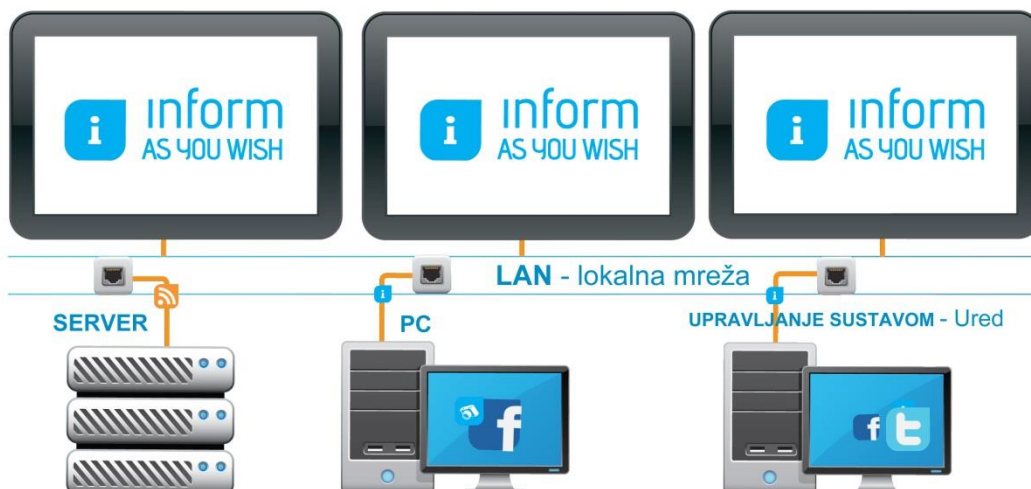 inform
AS YOU WISH
inform
AS YOU WISH
inform
AS YOU WISH
LAN - lokalna mreža
SERVER
PC
UPRAVLJANJE SUSTAVOM - Ured